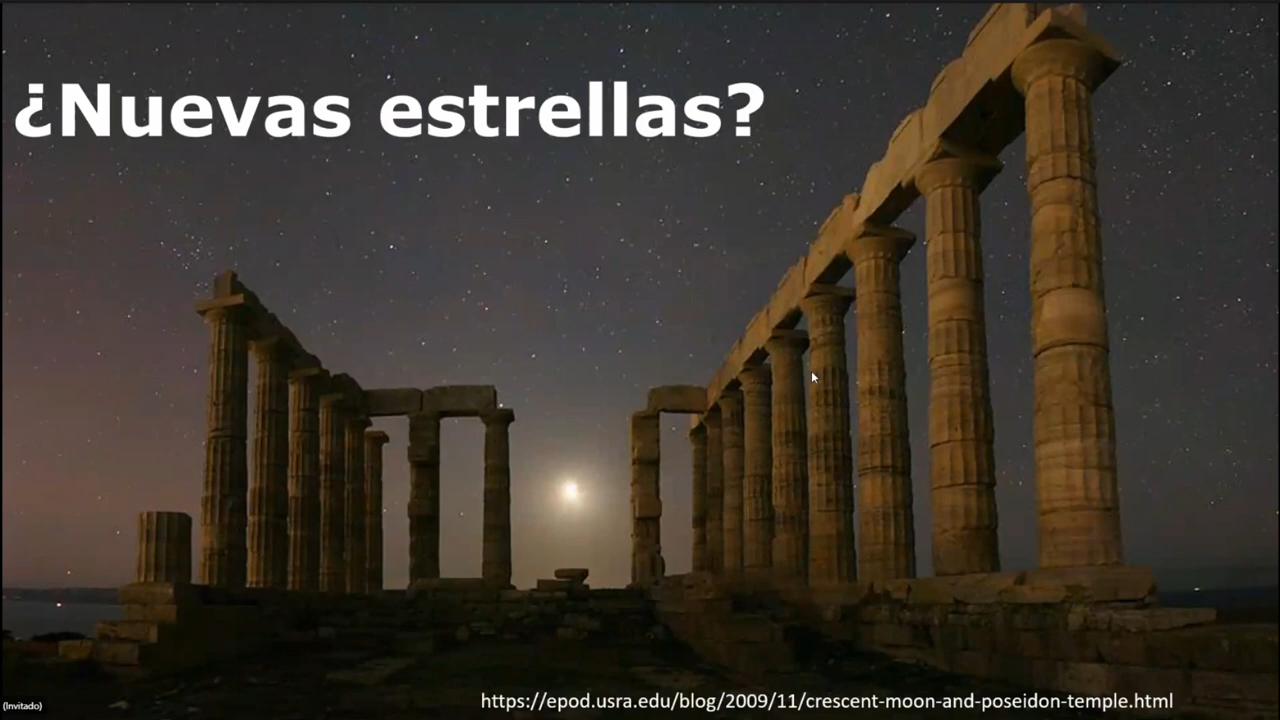 ¿Nuevas estrellas?
https://epod.usra.edu/blog/2009/11/crescent-moon-and-poseidon-temple.html
(Invitado)